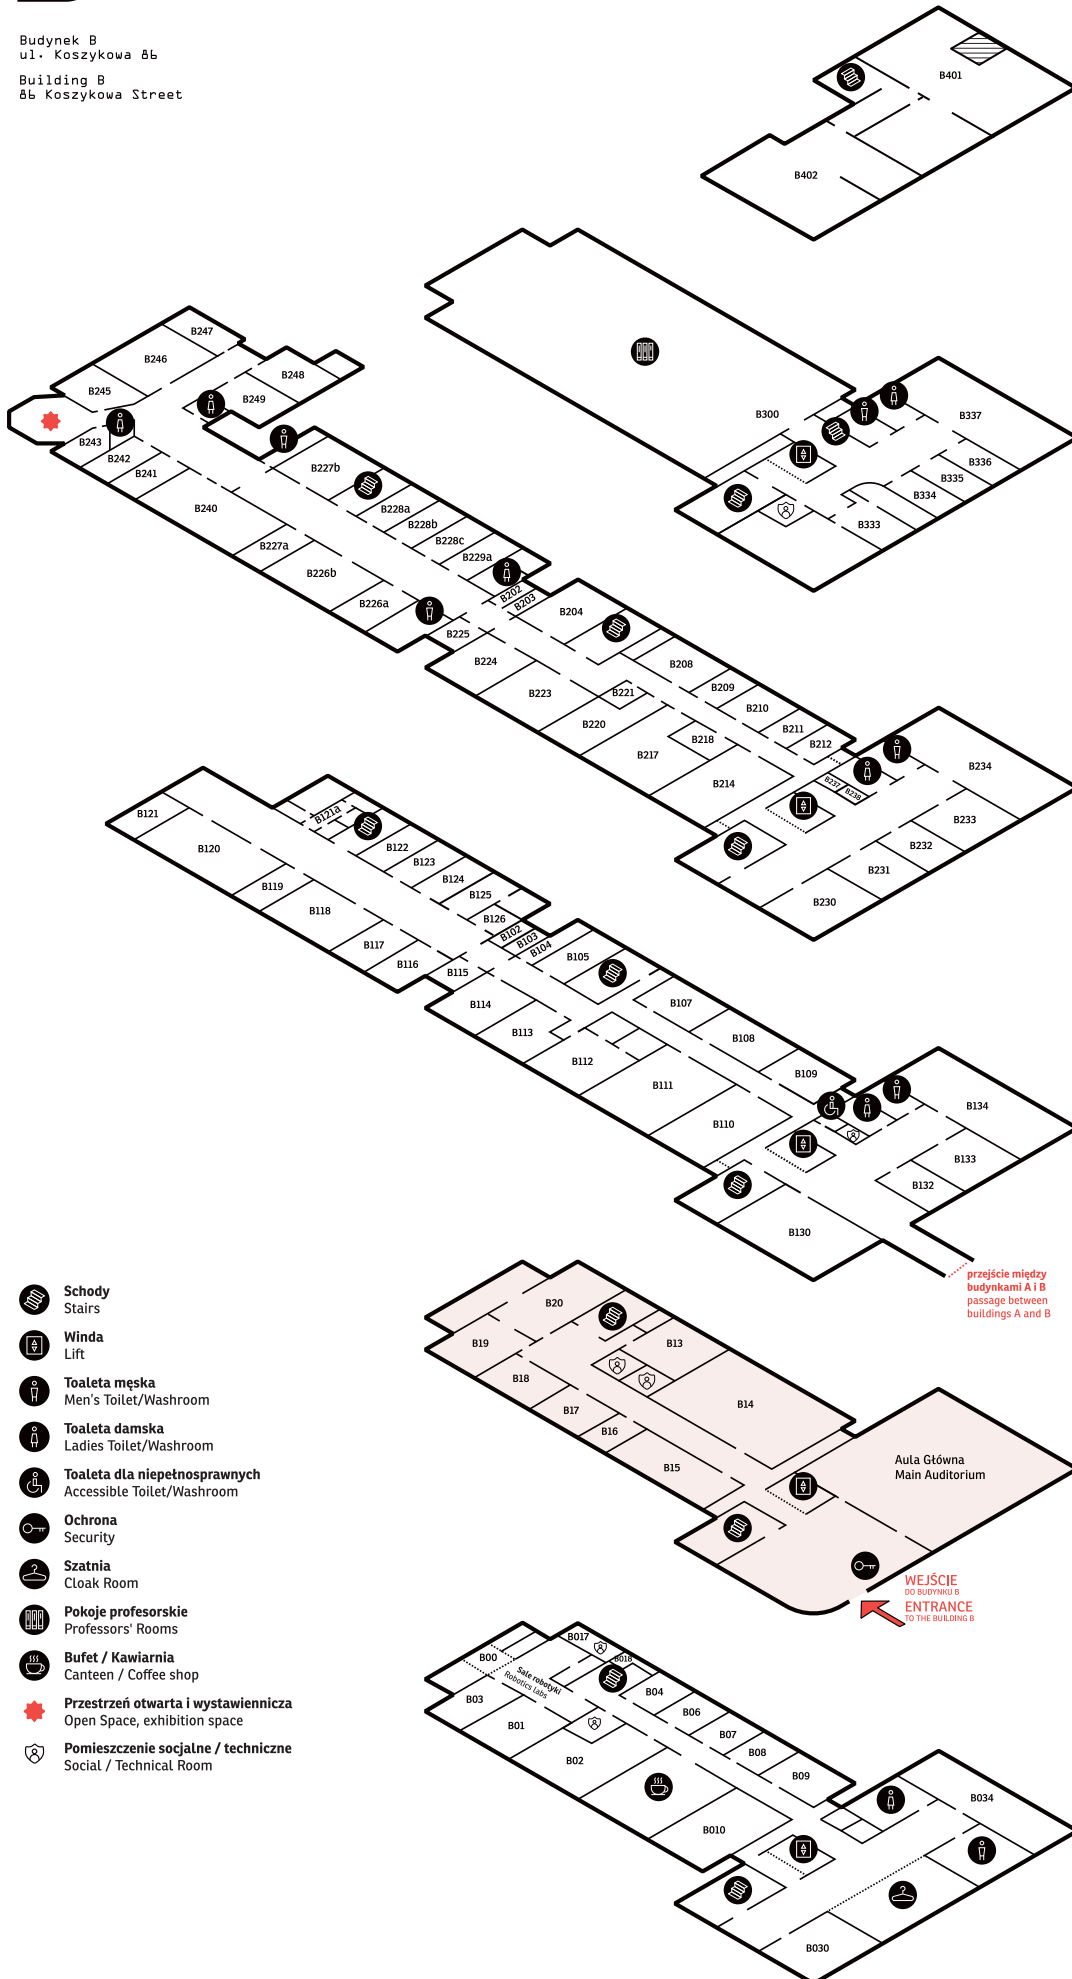 Budynek B
ul. Koszykowa 86
Building B
86 Koszykowa Street
B401
B402
B300
B337
B336
B335
B334
B333
B247
B246
B245
B248
B249
B243
B242
B241
B240
B227b
B228a
B228b
B228c
B229a
B227a
B226b
B226a
B202
B203
B204
B225
B224
B223
B221
B220
B208
B209
B210
B211
B212
B218
B217
B214
B237
B238
B234
B233
B232
B231
B230
B121
B121a
B120
B122
B123
B124
B125
B126
B119
B118
B117
B116
B102
B103
B104
B105
B115
B114
B113
B112
B107
B108
B109
B111
B110
B134
B133
B132
B130
przejście między
budynkami A i B
passage between
buildings A and B
B20
B19
B18
B17
B16
B15
B13
B14
Aula Główna
Main Auditorium
WEJŚCIE
DO BUDYNKU B
ENTRANCE
TO THE BUILDING B
Schody
Stairs
Winda
Lift
Toaleta męska
Men's Toilet/Washroom
Toaleta damska
Ladies Toilet/Washroom
Toaleta dla niepełnosprawnych
Accessible Toilet/Washroom
Ochrona
Security
Szatnia
Cloak Room
Pokoje profesorskie
Professors' Rooms
Bufet / Kawiarnia
Canteen / Coffee shop
Przestrzeń otwarta i wystawiennicza
Open Space, exhibition space
Pomieszczenie socjalne / techniczne
Social / Technical Room
B017
B018
B00
Sale robotyki
Robotics labs
B03
B01
B02
B04
B06
B07
B08
B09
B010
B034
B030